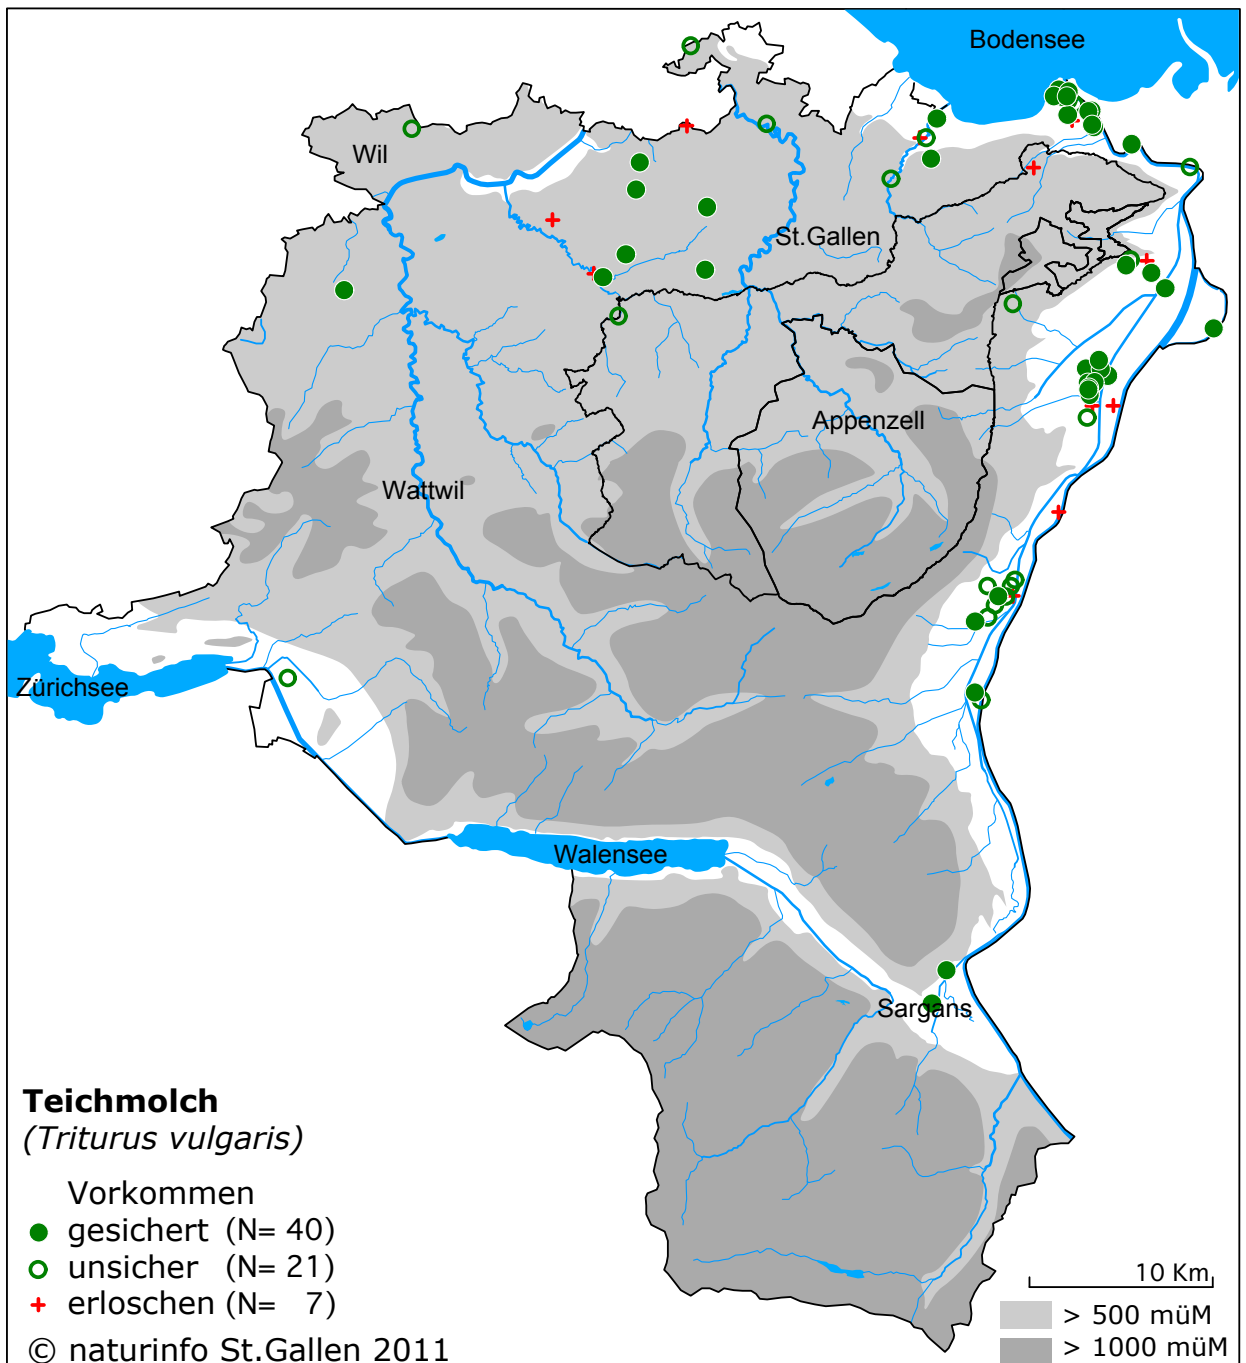 Bodensee
Wil
St.Gallen
Appenzell
Wattwil
Zürichsee
Walensee
Sargans
Teichmolch
(Triturus vulgaris)
Vorkommen
gesichert (N= 40)
unsicher (N= 21)
erloschen (N= 7)
© naturinfo St.Gallen 2011
10 Km
> 500 müM
> 1000 müM